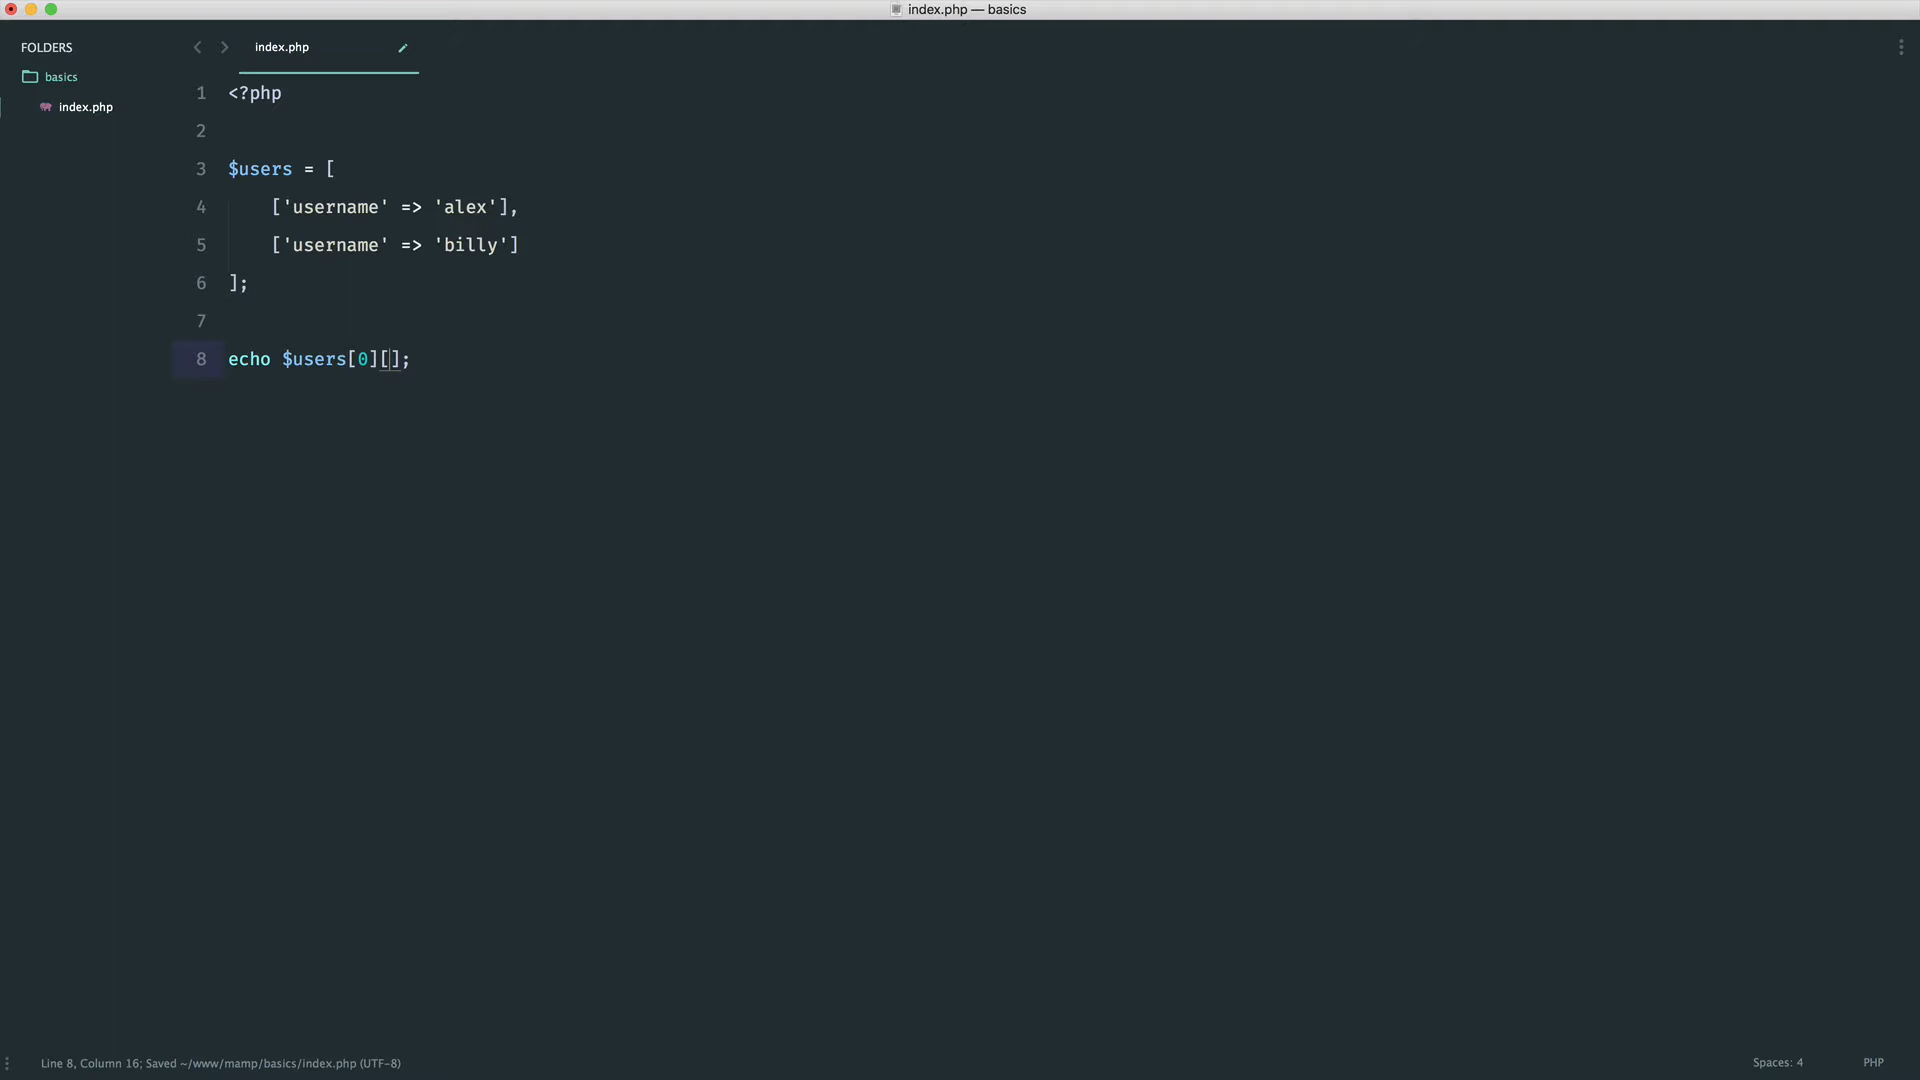 index.php — basics
FOLDERS
basics
index.php
index.php
1 <?php
2
3 $users = [
4 ['username' => 'alex'],
5 ['username' => 'billy']
6 ];
7
8 echo $users[0][];
Line 8, Column 16; Saved ~/www/mamp/basics/index.php (UTF-8)
Spaces: 4
PHP